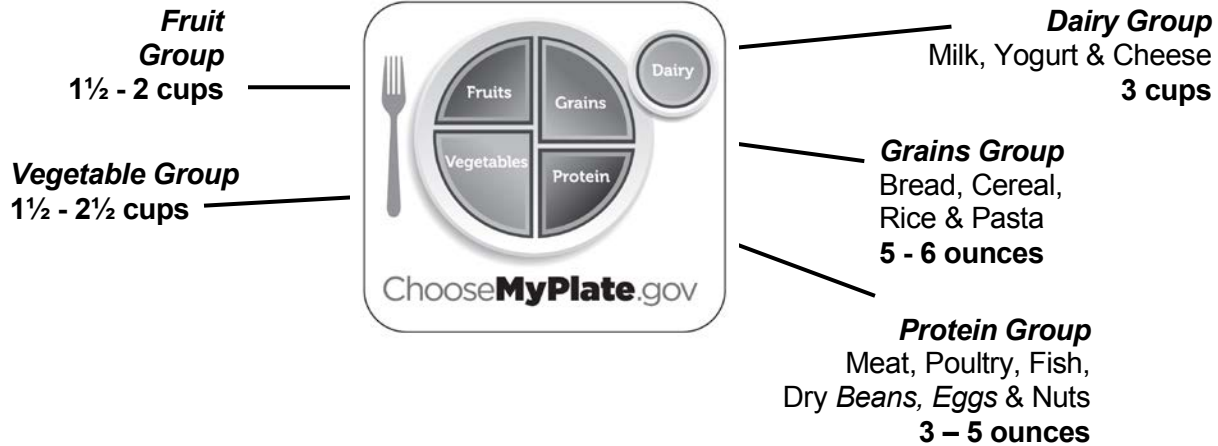 Fruit
Group
1½ - 2 cups
Vegetable Group
1½ - 2½ cups
Fruits
Grains
Dairy
Vegetables
Protein
ChooseMyPlate.gov
Dairy Group
Milk, Yogurt & Cheese
3 cups
Grains Group
Bread, Cereal,
Rice & Pasta
5 - 6 ounces
Protein Group
Meat, Poultry, Fish,
Dry Beans, Eggs & Nuts
3 – 5 ounces